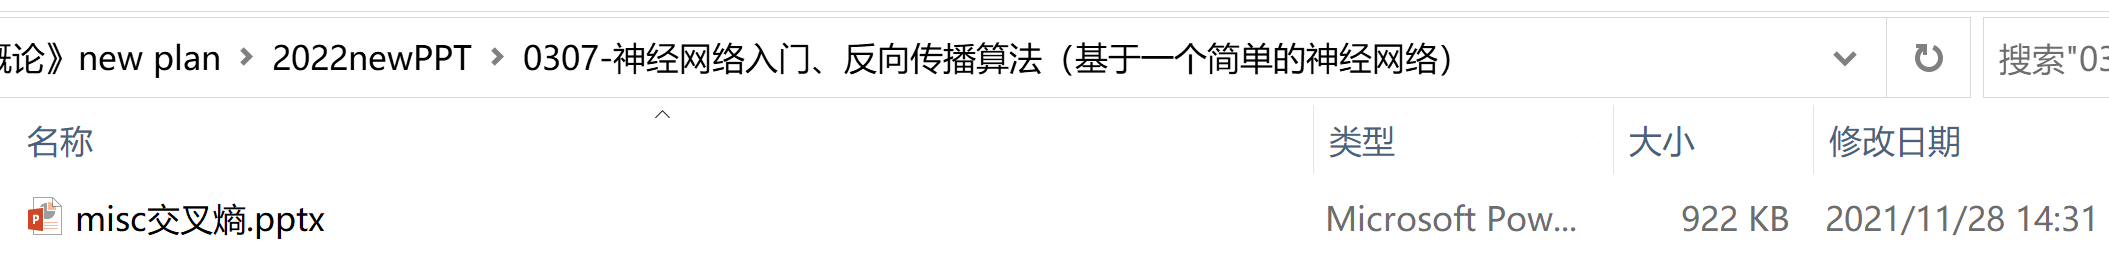 概论》new plan > 2022newPPT > 0307-神经网络入门、反向传播算法（基于一个简单的神经网络）
搜索"03
名称 类型 大小 修改日期
misc交叉熵.pptx Microsoft Pow... 922 KB 2021/11/28 14:31